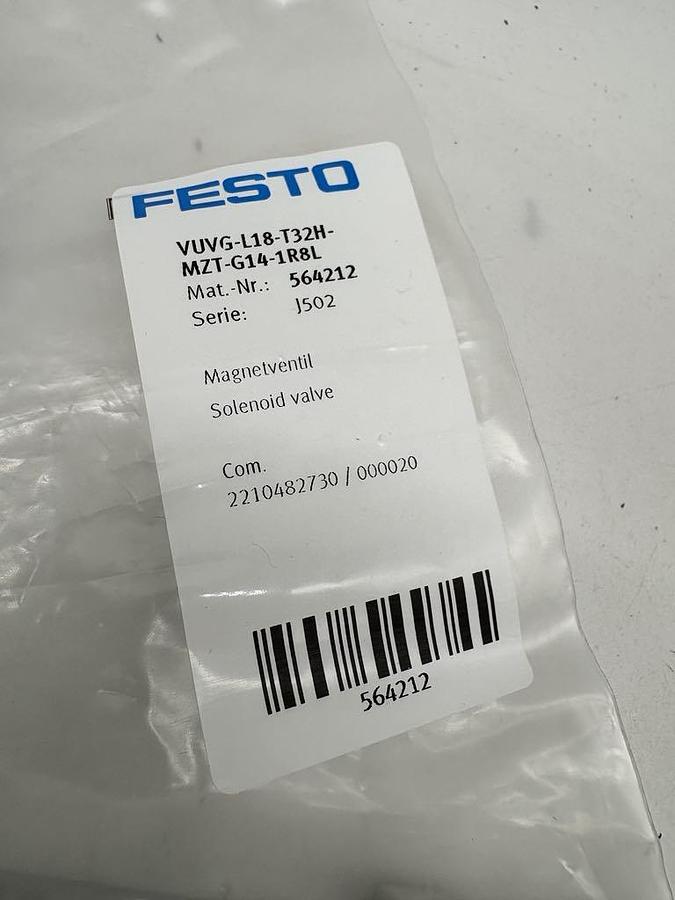 FESTO
VUVG-L18-T32H-
MZT-G14-1R8L
Mat.-Nr.: 564212
Serie: J502
Magnetventil
Solenoid valve
Com.
2210482730 / 000020
564212